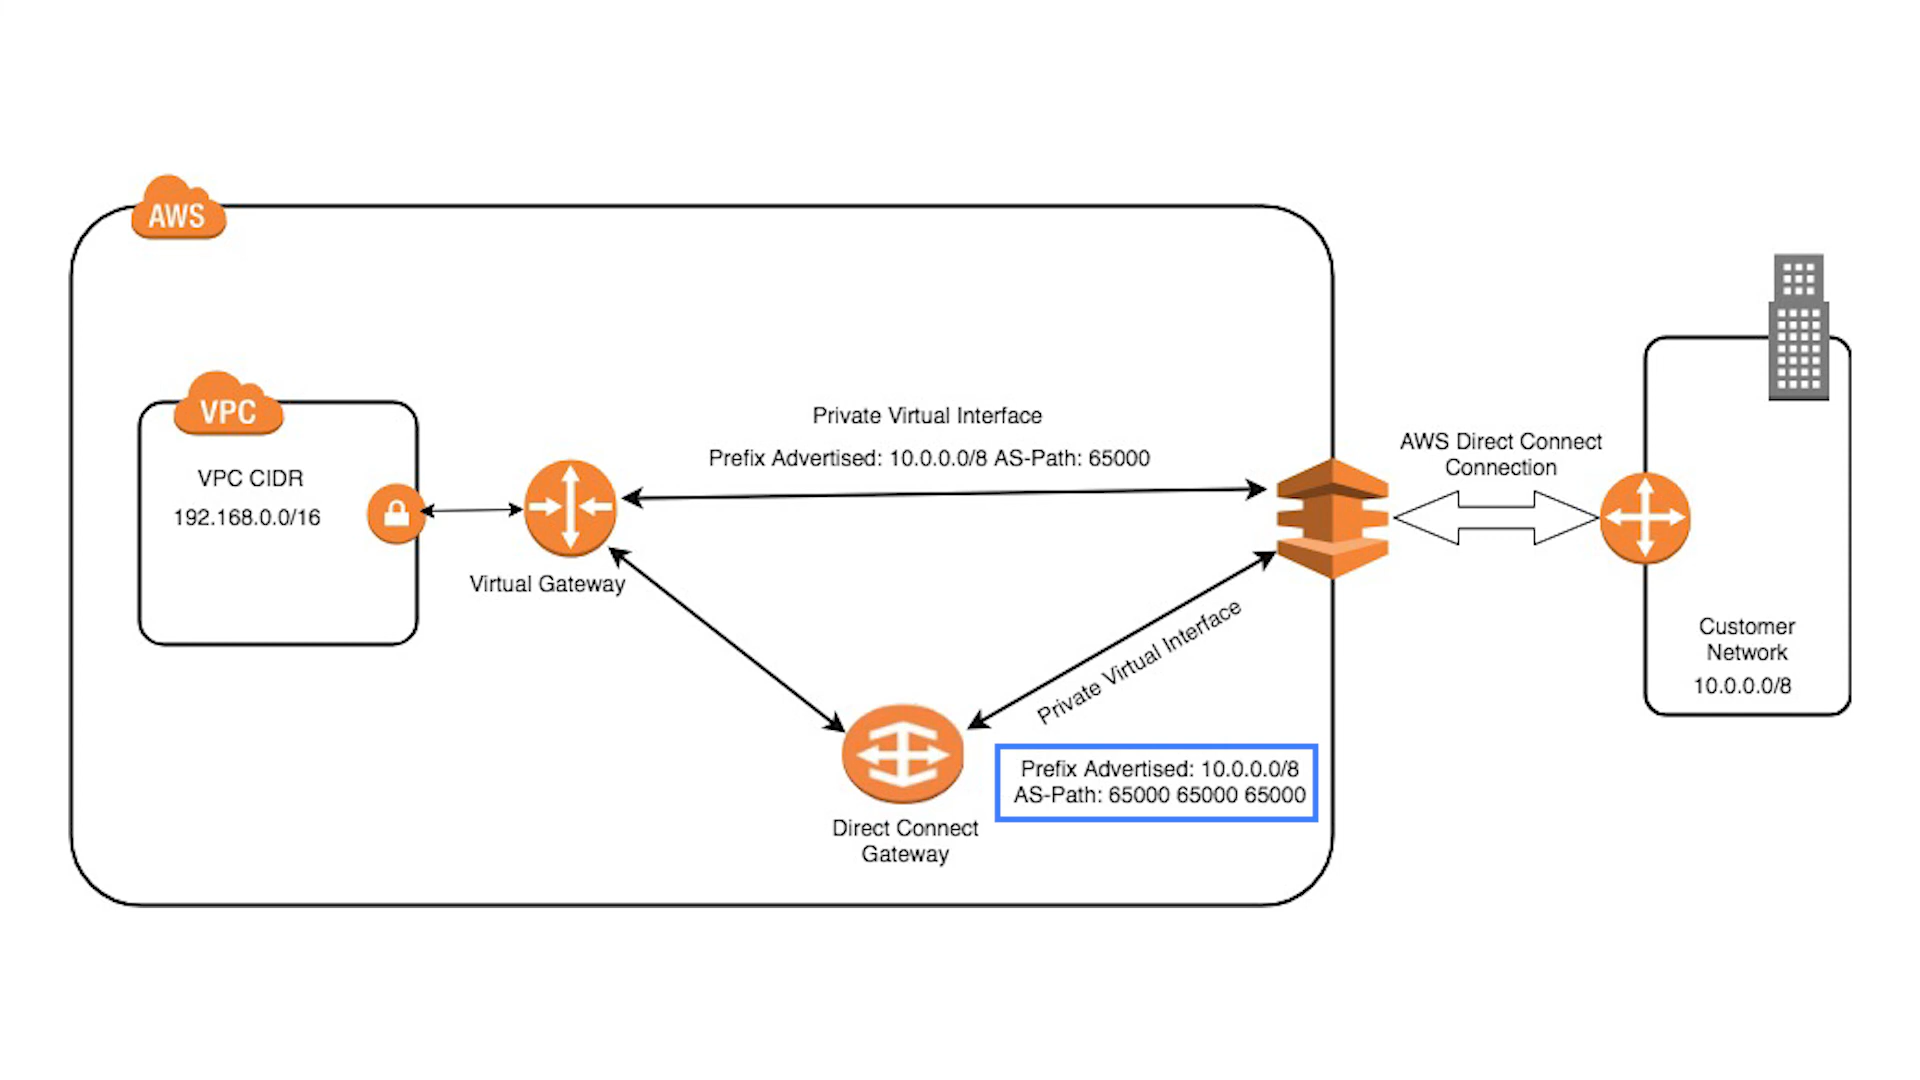 AWS
VPC
VPC CIDR
192.168.0.0/16
Virtual Gateway
Private Virtual Interface
Prefix Advertised: 10.0.0.0/8 AS-Path: 65000
Private Virtual Interface
Direct Connect
Gateway
Prefix Advertised: 10.0.0.0/8
AS-Path: 65000 65000 65000
AWS Direct Connect
Connection
Customer
Network
10.0.0.0/8